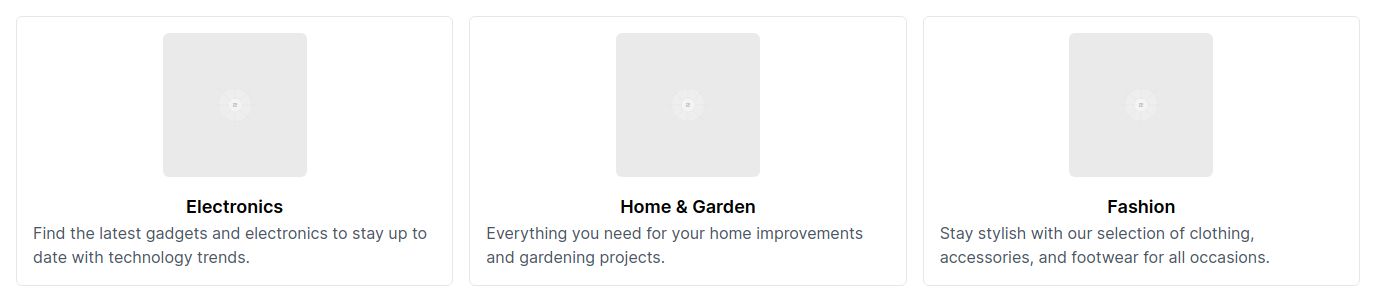 Electronics
Find the latest gadgets and electronics to stay up to
date with technology trends.
Home & Garden
Everything you need for your home improvements
and gardening projects.
Fashion
Stay stylish with our selection of clothing,
accessories, and footwear for all occasions.